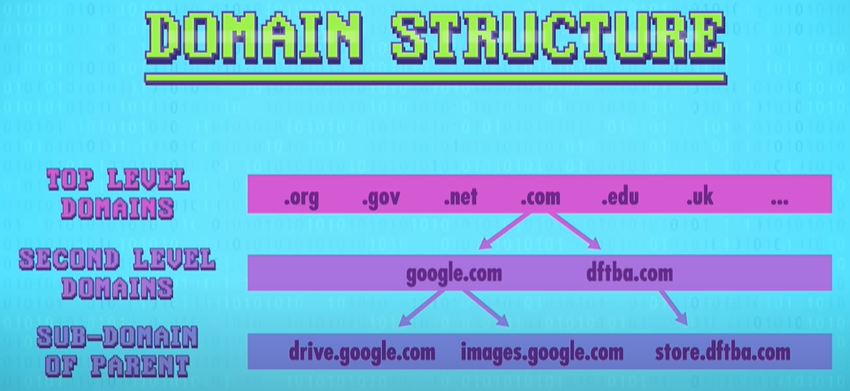 DOMAIN STRUCTURE
TOP LEVEL
DOMAINS
.org .gov .net .com .edu .uk ...
SECOND LEVEL
DOMAINS
google.com dftba.com
SUB-DOMAIN
OF PARENT
drive.google.com images.google.com store.dftba.com